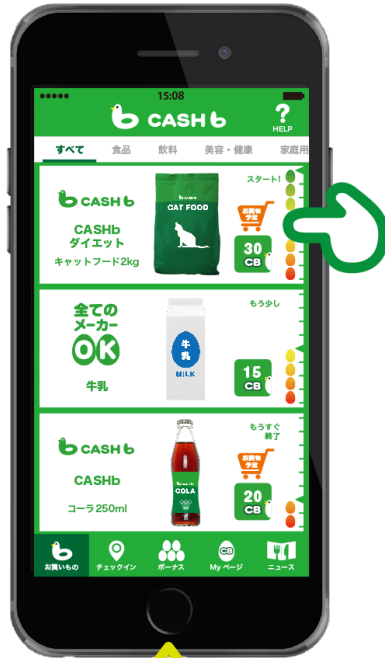 15:08
CASH b
?
HELP
すべて 食品 飲料 美容・健康 家庭用
CASH b
CASHb
ダイエット
キャットフード2kg
CAT FOOD
スタート!
お買物
予定
30
CB
全ての
メーカー
OK
牛乳
牛
乳
MILK
もう少し
15
CB
CASH b
CASHb
コーラ250ml
COLA
もうすぐ
終了
お買物
予定
20
CB
お買いもの チェックイン ボーナス CB My ページ ニュース